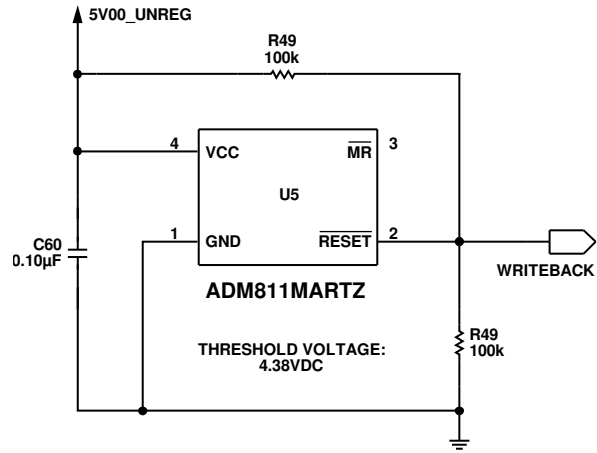 5V00_UNREG
R49
100k
4
VCC
MR
3
U5
1
GND
RESET
2
C60
0.10µF
WRITEBACK
ADM811MARTZ
R49
100k
THRESHOLD VOLTAGE:
4.38VDC